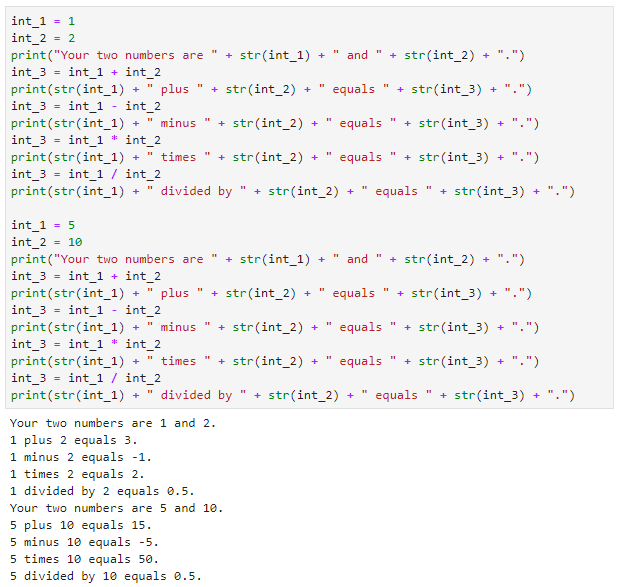 int_1 = 1
int_2 = 2
print("Your two numbers are " + str(int_1) + " and " + str(int_2) + ".")
int_3 = int_1 + int_2
print(str(int_1) + " plus " + str(int_2) + " equals " + str(int_3) + ".")
int_3 = int_1 - int_2
print(str(int_1) + " minus " + str(int_2) + " equals " + str(int_3) + ".")
int_3 = int_1 * int_2
print(str(int_1) + " times " + str(int_2) + " equals " + str(int_3) + ".")
int_3 = int_1 / int_2
print(str(int_1) + " divided by " + str(int_2) + " equals " + str(int_3) + ".")

int_1 = 5
int_2 = 10
print("Your two numbers are " + str(int_1) + " and " + str(int_2) + ".")
int_3 = int_1 + int_2
print(str(int_1) + " plus " + str(int_2) + " equals " + str(int_3) + ".")
int_3 = int_1 - int_2
print(str(int_1) + " minus " + str(int_2) + " equals " + str(int_3) + ".")
int_3 = int_1 * int_2
print(str(int_1) + " times " + str(int_2) + " equals " + str(int_3) + ".")
int_3 = int_1 / int_2
print(str(int_1) + " divided by " + str(int_2) + " equals " + str(int_3) + ".")
Your two numbers are 1 and 2.
1 plus 2 equals 3.
1 minus 2 equals -1.
1 times 2 equals 2.
1 divided by 2 equals 0.5.
Your two numbers are 5 and 10.
5 plus 10 equals 15.
5 minus 10 equals -5.
5 times 10 equals 50.
5 divided by 10 equals 0.5.